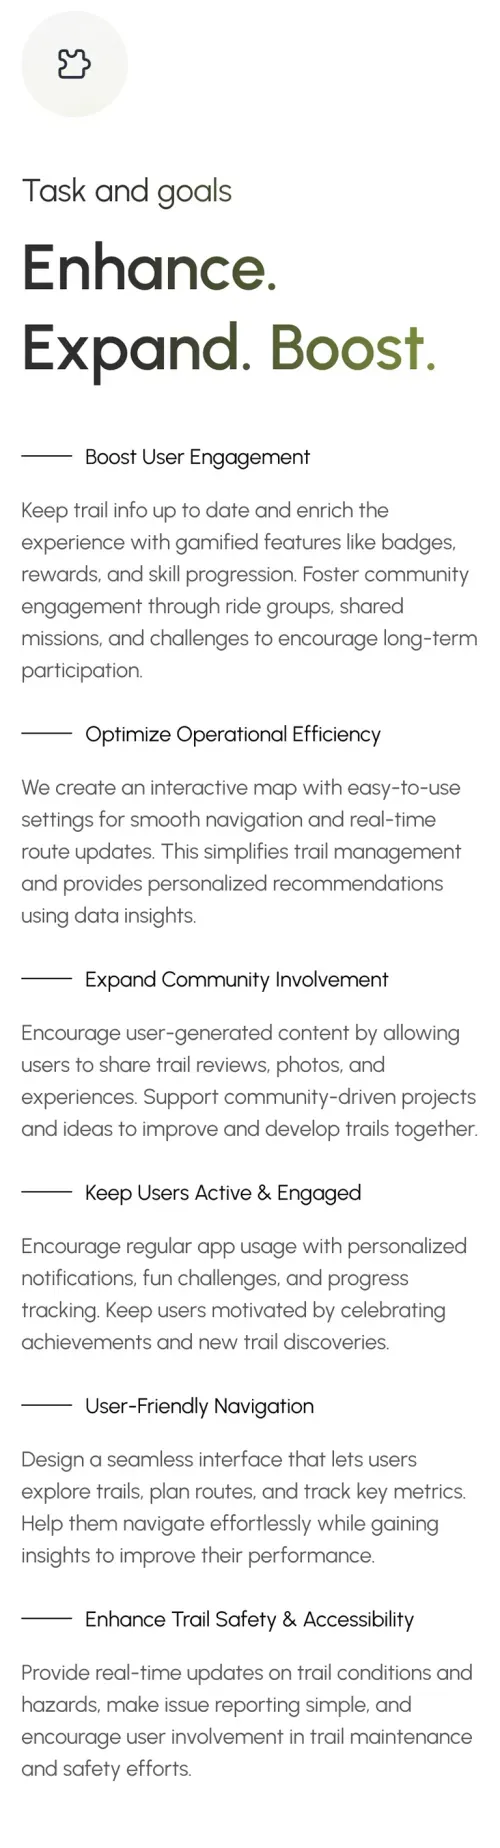 Task and goals
Enhance.
Expand. Boost.
Boost User Engagement
Keep trail info up to date and enrich the
experience with gamified features like badges,
rewards, and skill progression. Foster community
engagement through ride groups, shared
missions, and challenges to encourage long-term
participation.
Optimize Operational Efficiency
We create an interactive map with easy-to-use
settings for smooth navigation and real-time
route updates. This simplifies trail management
and provides personalized recommendations
using data insights.
Expand Community Involvement
Encourage user-generated content by allowing
users to share trail reviews, photos, and
experiences. Support community-driven projects
and ideas to improve and develop trails together.
Keep Users Active & Engaged
Encourage regular app usage with personalized
notifications, fun challenges, and progress
tracking. Keep users motivated by celebrating
achievements and new trail discoveries.
User-Friendly Navigation
Design a seamless interface that lets users
explore trails, plan routes, and track key metrics.
Help them navigate effortlessly while gaining
insights to improve their performance.
Enhance Trail Safety & Accessibility
Provide real-time updates on trail conditions and
hazards, make issue reporting simple, and
encourage user involvement in trail maintenance
and safety efforts.